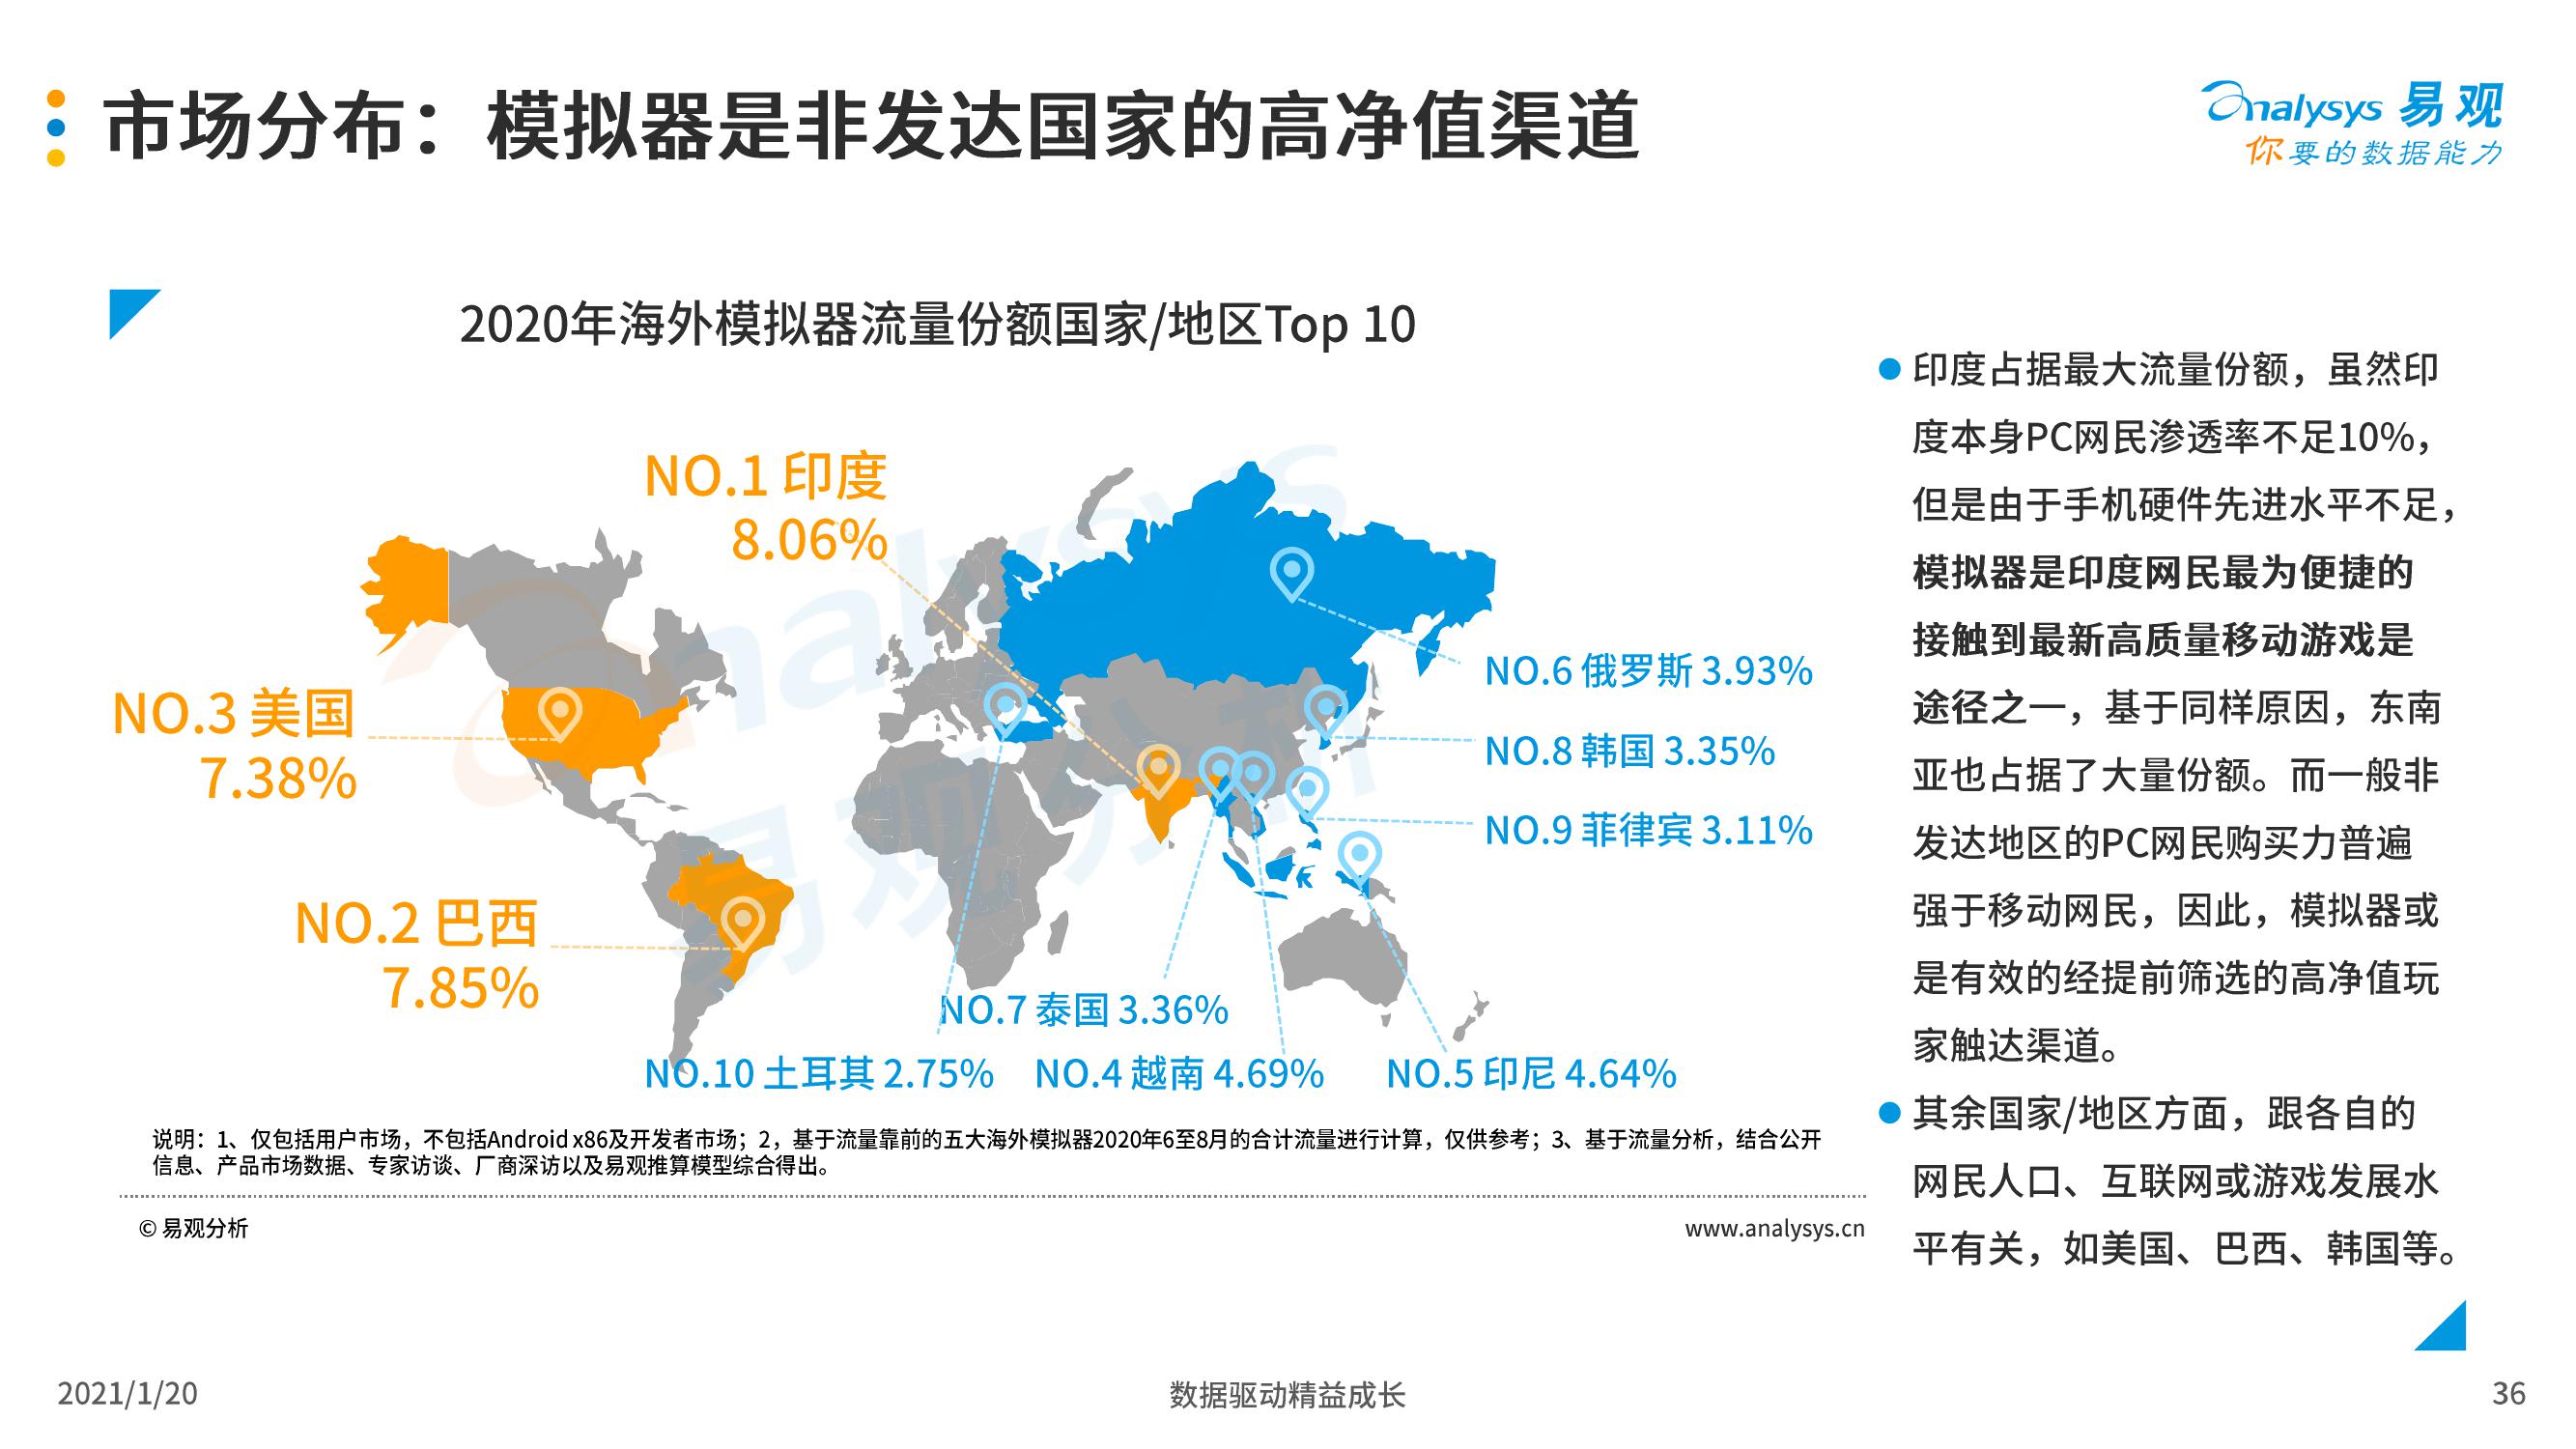 市场分布：模拟器是非发达国家的高净值渠道
analysys 易观
你要的数据能力
2020年海外模拟器流量份额国家/地区Top 10
NO.1 印度
8.06%
NO.3 美国
7.38%
NO.2 巴西
7.85%
NO.6 俄罗斯 3.93%
NO.8 韩国 3.35%
NO.9 菲律宾 3.11%
NO.7 泰国 3.36%
NO.10 土耳其 2.75%
NO.4 越南 4.69%
NO.5 印尼 4.64%
analysys
易观分析
说明：1、仅包括用户市场，不包括Android x86及开发者市场；2，基于流量靠前的五大海外模拟器2020年6至8月的合计流量进行计算，仅供参考；3、基于流量分析，结合公开
信息、产品市场数据、专家访谈、厂商深访以及易观推算模型综合得出。
© 易观分析
www.analysys.cn
印度占据最大流量份额，虽然印
度本身PC网民渗透率不足10%，
但是由于手机硬件先进水平不足，
模拟器是印度网民最为便捷的
接触到最新高质量移动游戏是
途径之一，基于同样原因，东南
亚也占据了大量份额。而一般非
发达地区的PC网民购买力普遍
强于移动网民，因此，模拟器或
是有效的经提前筛选的高净值玩
家触达渠道。
其余国家/地区方面，跟各自的
网民人口、互联网或游戏发展水
平有关，如美国、巴西、韩国等。
2021/1/20
数据驱动精益成长
36